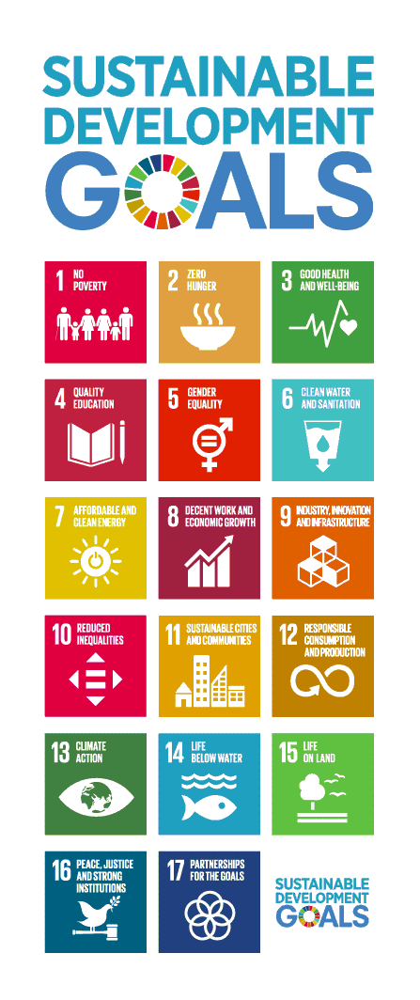 SUSTAINABLE
DEVELOPMENT
GOALS
1 NO
POVERTY
2 ZERO
HUNGER
3 GOOD HEALTH
AND WELL-BEING
4 QUALITY
EDUCATION
5 GENDER
EQUALITY
6 CLEAN WATER
AND SANITATION
7 AFFORDABLE AND
CLEAN ENERGY
8 DECENT WORK AND
ECONOMIC GROWTH
9 INDUSTRY, INNOVATION
AND INFRASTRUCTURE
10 REDUCED
INEQUALITIES
11 SUSTAINABLE CITIES
AND COMMUNITIES
12 RESPONSIBLE
CONSUMPTION
AND PRODUCTION
13 CLIMATE
ACTION
14 LIFE
BELOW WATER
15 LIFE
ON LAND
16 PEACE, JUSTICE
AND STRONG
INSTITUTIONS
17 PARTNERSHIPS
FOR THE GOALS
SUSTAINABLE
DEVELOPMENT
GOALS